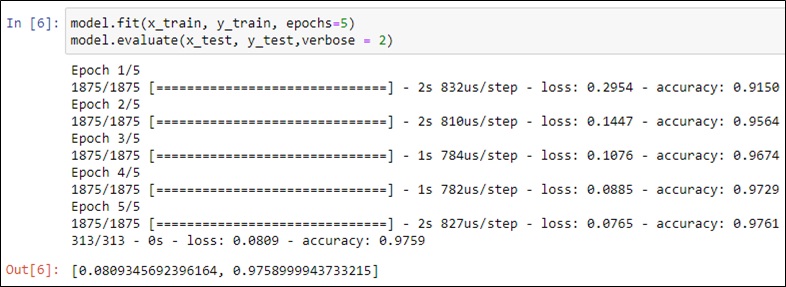 In [6]: model.fit(x_train, y_train, epochs=5)
model.evaluate(x_test, y_test,verbose = 2)
Epoch 1/5
1875/1875 [==============================] - 2s 832us/step - loss: 0.2954 - accuracy: 0.9150
Epoch 2/5
1875/1875 [==============================] - 2s 810us/step - loss: 0.1447 - accuracy: 0.9564
Epoch 3/5
1875/1875 [==============================] - 1s 784us/step - loss: 0.1076 - accuracy: 0.9674
Epoch 4/5
1875/1875 [==============================] - 1s 782us/step - loss: 0.0885 - accuracy: 0.9729
Epoch 5/5
1875/1875 [==============================] - 2s 827us/step - loss: 0.0765 - accuracy: 0.9761
313/313 - 0s - loss: 0.0809 - accuracy: 0.9759
Out[6]: [0.0809345692396164, 0.9758999943733215]